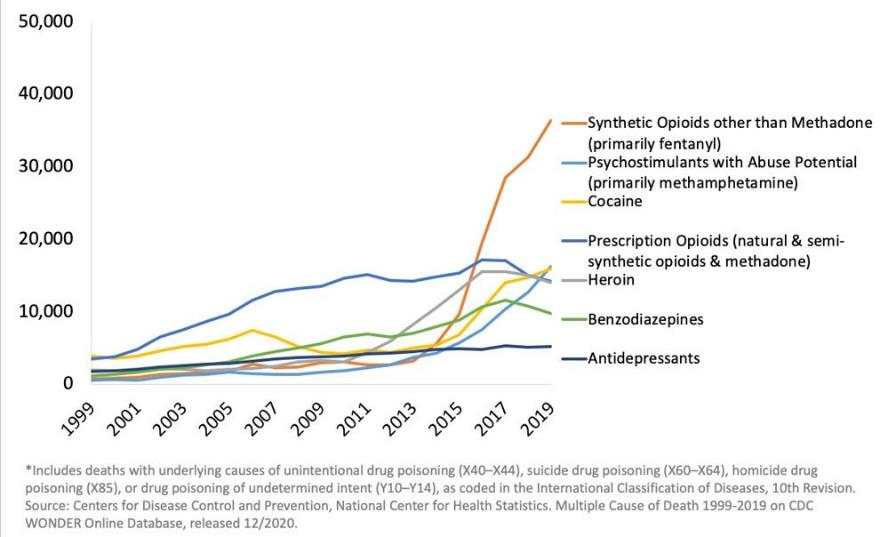 50,000
40,000
30,000
20,000
10,000
0
1999
2001
2003
2005
2007
2009
2011
2013
2015
2017
2019
Synthetic Opioids other than Methadone
(primarily fentanyl)
Psychostimulants with Abuse Potential
(primarily methamphetamine)
Cocaine
Prescription Opioids (natural & semi-
synthetic opioids & methadone)
Heroin
Benzodiazepines
Antidepressants
*Includes deaths with underlying causes of unintentional drug poisoning (X40–X44), suicide drug poisoning (X60–X64), homicide drug
poisoning (X85), or drug poisoning of undetermined intent (Y10–Y14), as coded in the International Classification of Diseases, 10th Revision.
Source: Centers for Disease Control and Prevention, National Center for Health Statistics. Multiple Cause of Death 1999-2019 on CDC
WONDER Online Database, released 12/2020.